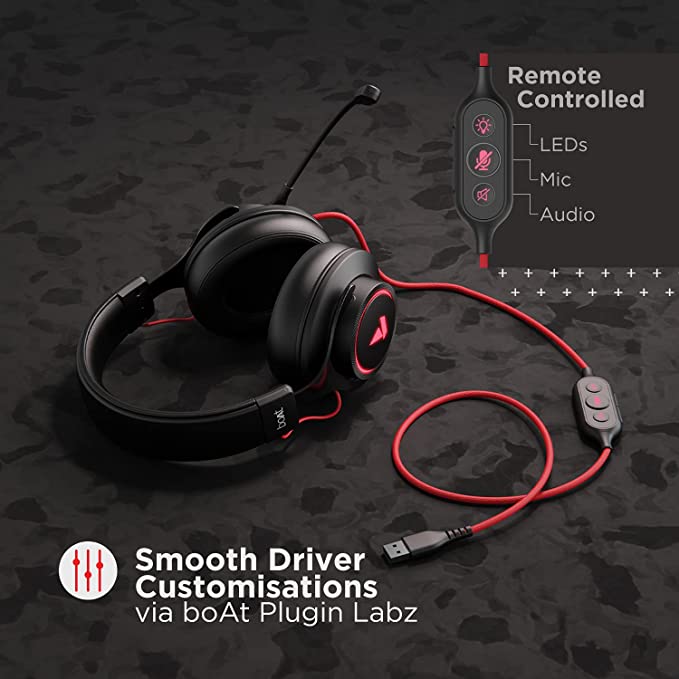 Remote
Controlled
LEDs
Mic
Audio
boAt
Smooth Driver
Customisations
via boAt Plugin Labz